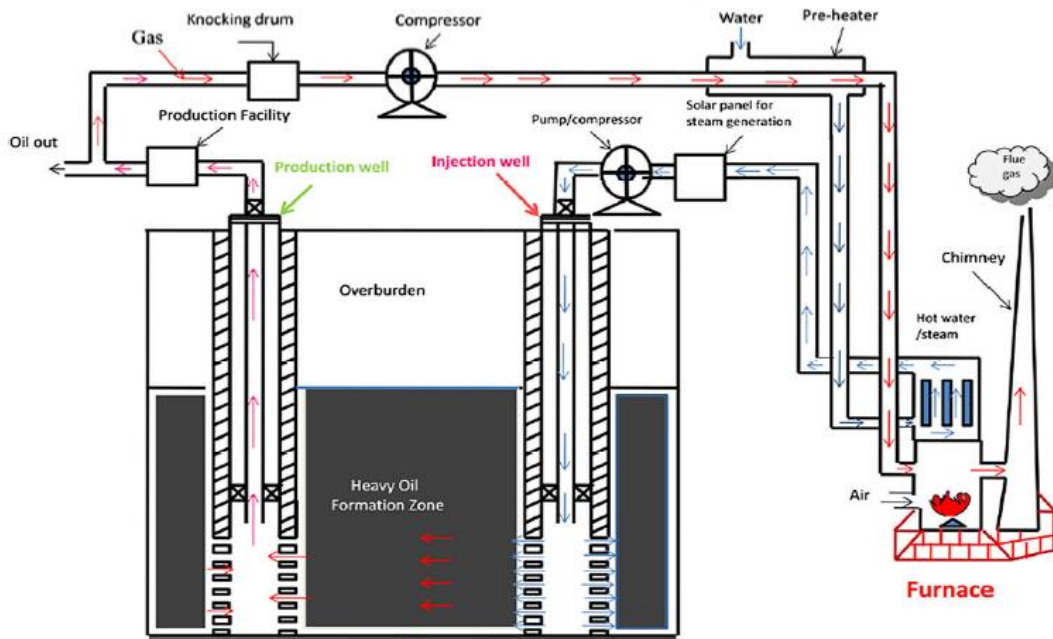 Knocking drum
Compressor
Water
Pre-heater
Gas
Production Facility
Pump/compressor
Solar panel for
steam generation
Oil out
Production well
Injection well
Flue
gas
Chimney
Overburden
Hot water
/steam
Heavy Oil
Formation Zone
Air
Furnace